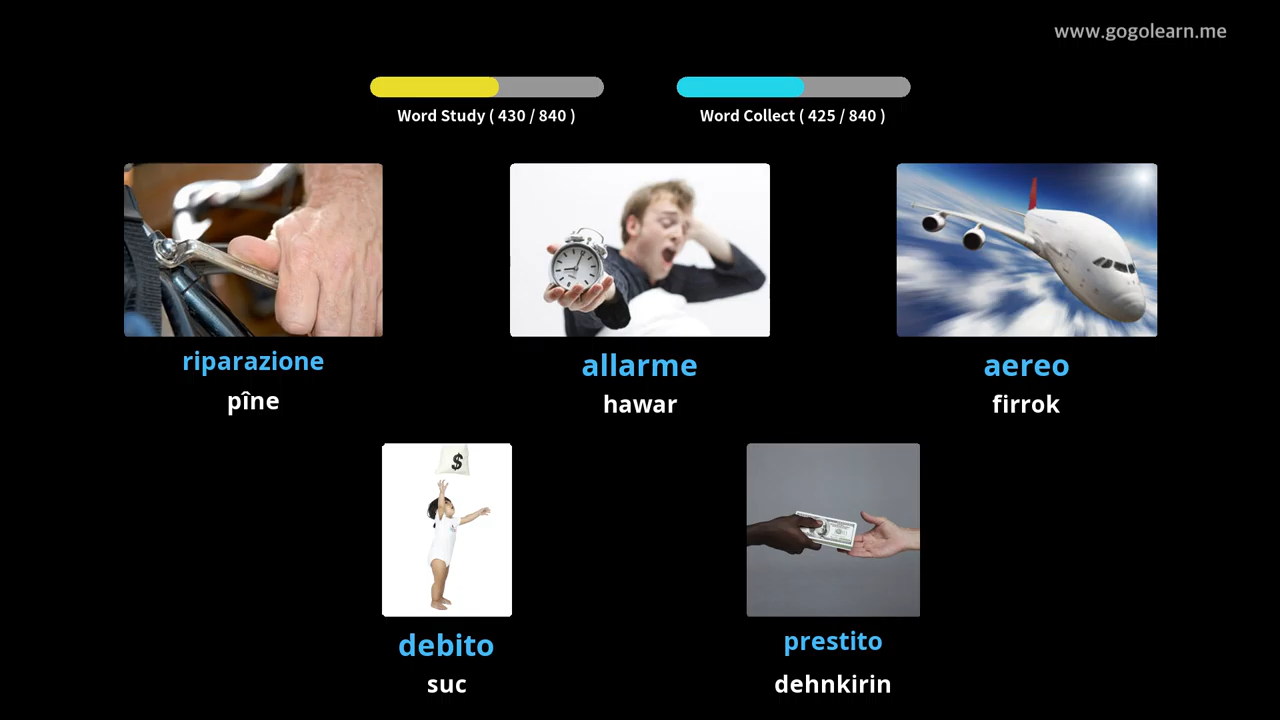 www.gogolearn.me
Word Study ( 430 / 840 )
Word Collect ( 425 / 840 )
riparazione
pîne
allarme
hawar
aereo
firrok
$
debito
suc
prestito
dehnkirin